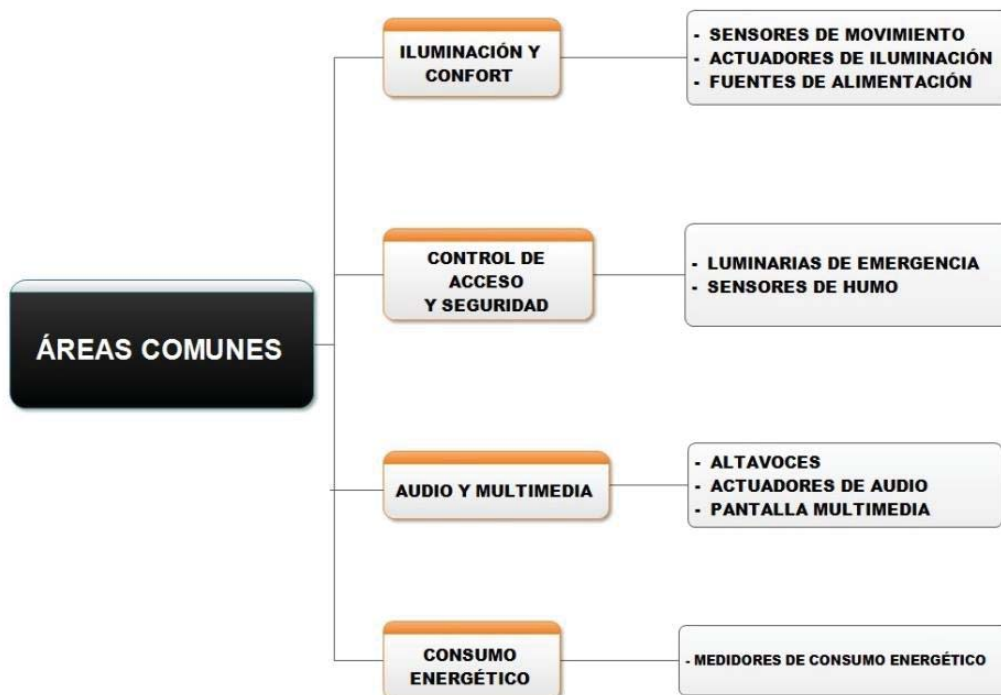 ÁREAS COMUNES
ILUMINACIÓN Y
CONFORT
- SENSORES DE MOVIMIENTO
- ACTUADORES DE ILUMINACIÓN
- FUENTES DE ALIMENTACIÓN
CONTROL DE
ACCESO
Y SEGURIDAD
- LUMINARIAS DE EMERGENCIA
- SENSORES DE HUMO
AUDIO Y MULTIMEDIA
- ALTAVOCES
- ACTUADORES DE AUDIO
- PANTALLA MULTIMEDIA
CONSUMO
ENERGÉTICO
- MEDIDORES DE CONSUMO ENERGÉTICO